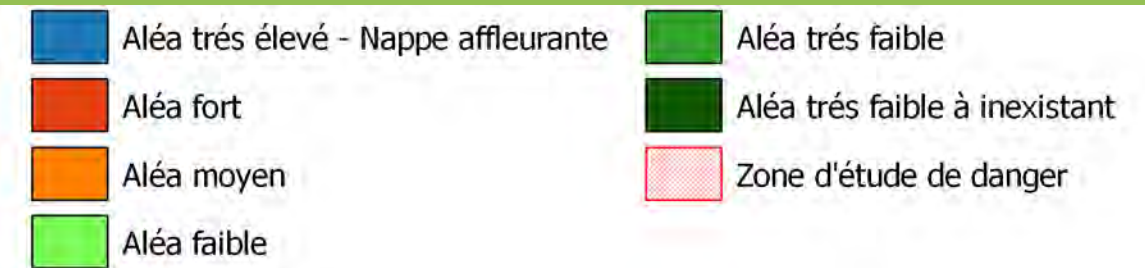 Aléa trés élevé - Nappe affleurante
Aléa fort
Aléa moyen
Aléa faible
Aléa trés faible
Aléa trés faible à inexistant
Zone d'étude de danger